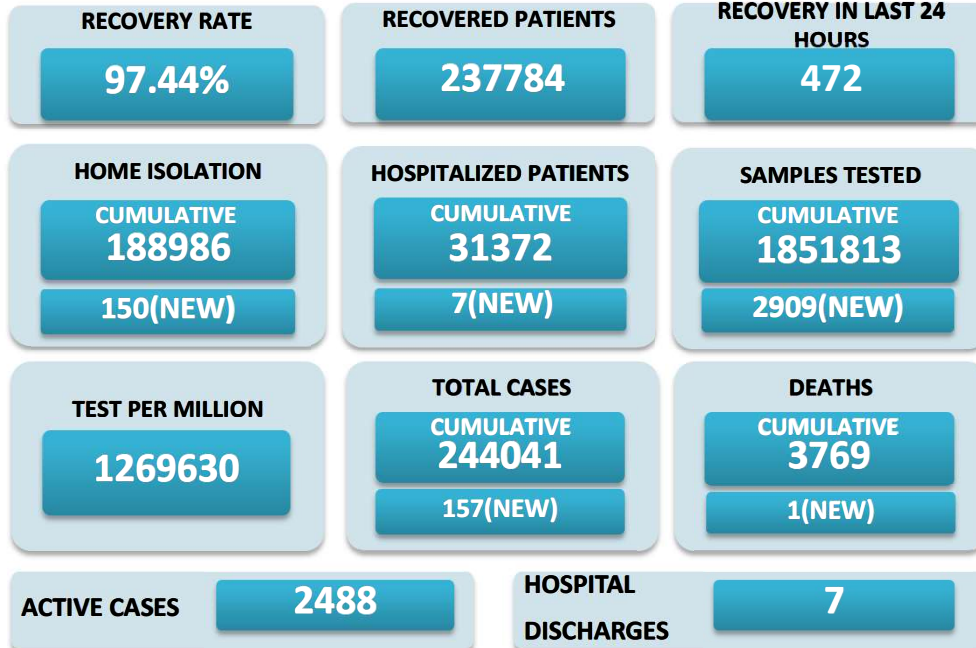 RECOVERY RATE
97.44%
RECOVERED PATIENTS
237784
RECOVERY IN LAST 24
HOURS
472
HOME ISOLATION
CUMULATIVE
188986
150(NEW)
HOSPITALIZED PATIENTS
CUMULATIVE
31372
7(NEW)
SAMPLES TESTED
CUMULATIVE
1851813
2909(NEW)
TEST PER MILLION
1269630
TOTAL CASES
CUMULATIVE
244041
157(NEW)
DEATHS
CUMULATIVE
3769
1(NEW)
ACTIVE CASES
2488
HOSPITAL
DISCHARGES
7